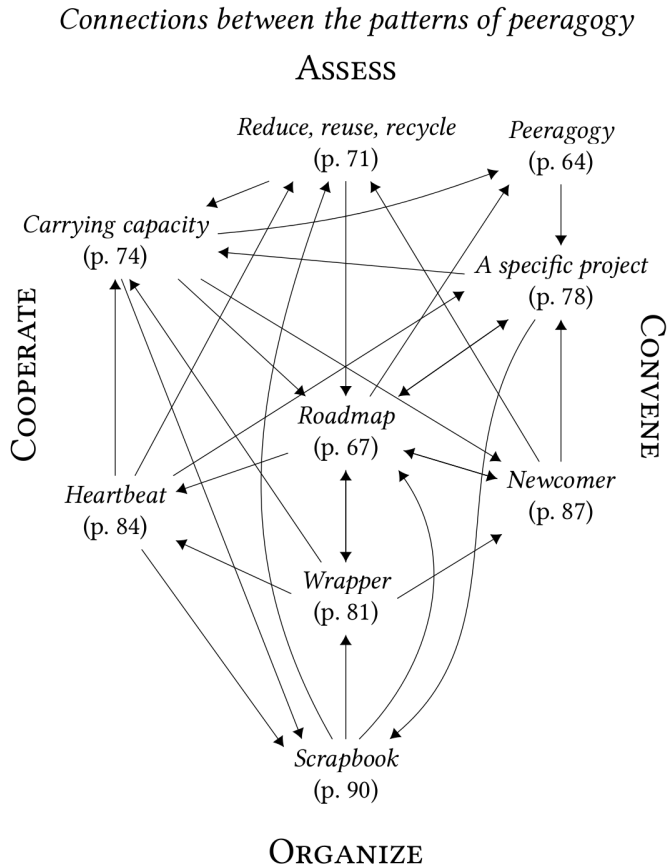 Connections between the patterns of peeragogy
ASSESS
Reduce, reuse, recycle
(p. 71)
Peeragogy
(p. 64)
Carrying capacity
(p. 74)
A specific project
(p. 78)
COOPERATE
CONVENE
Roadmap
(p. 67)
Heartbeat
(p. 84)
Newcomer
(p. 87)
Wrapper
(p. 81)
Scrapbook
(p. 90)
ORGANIZE